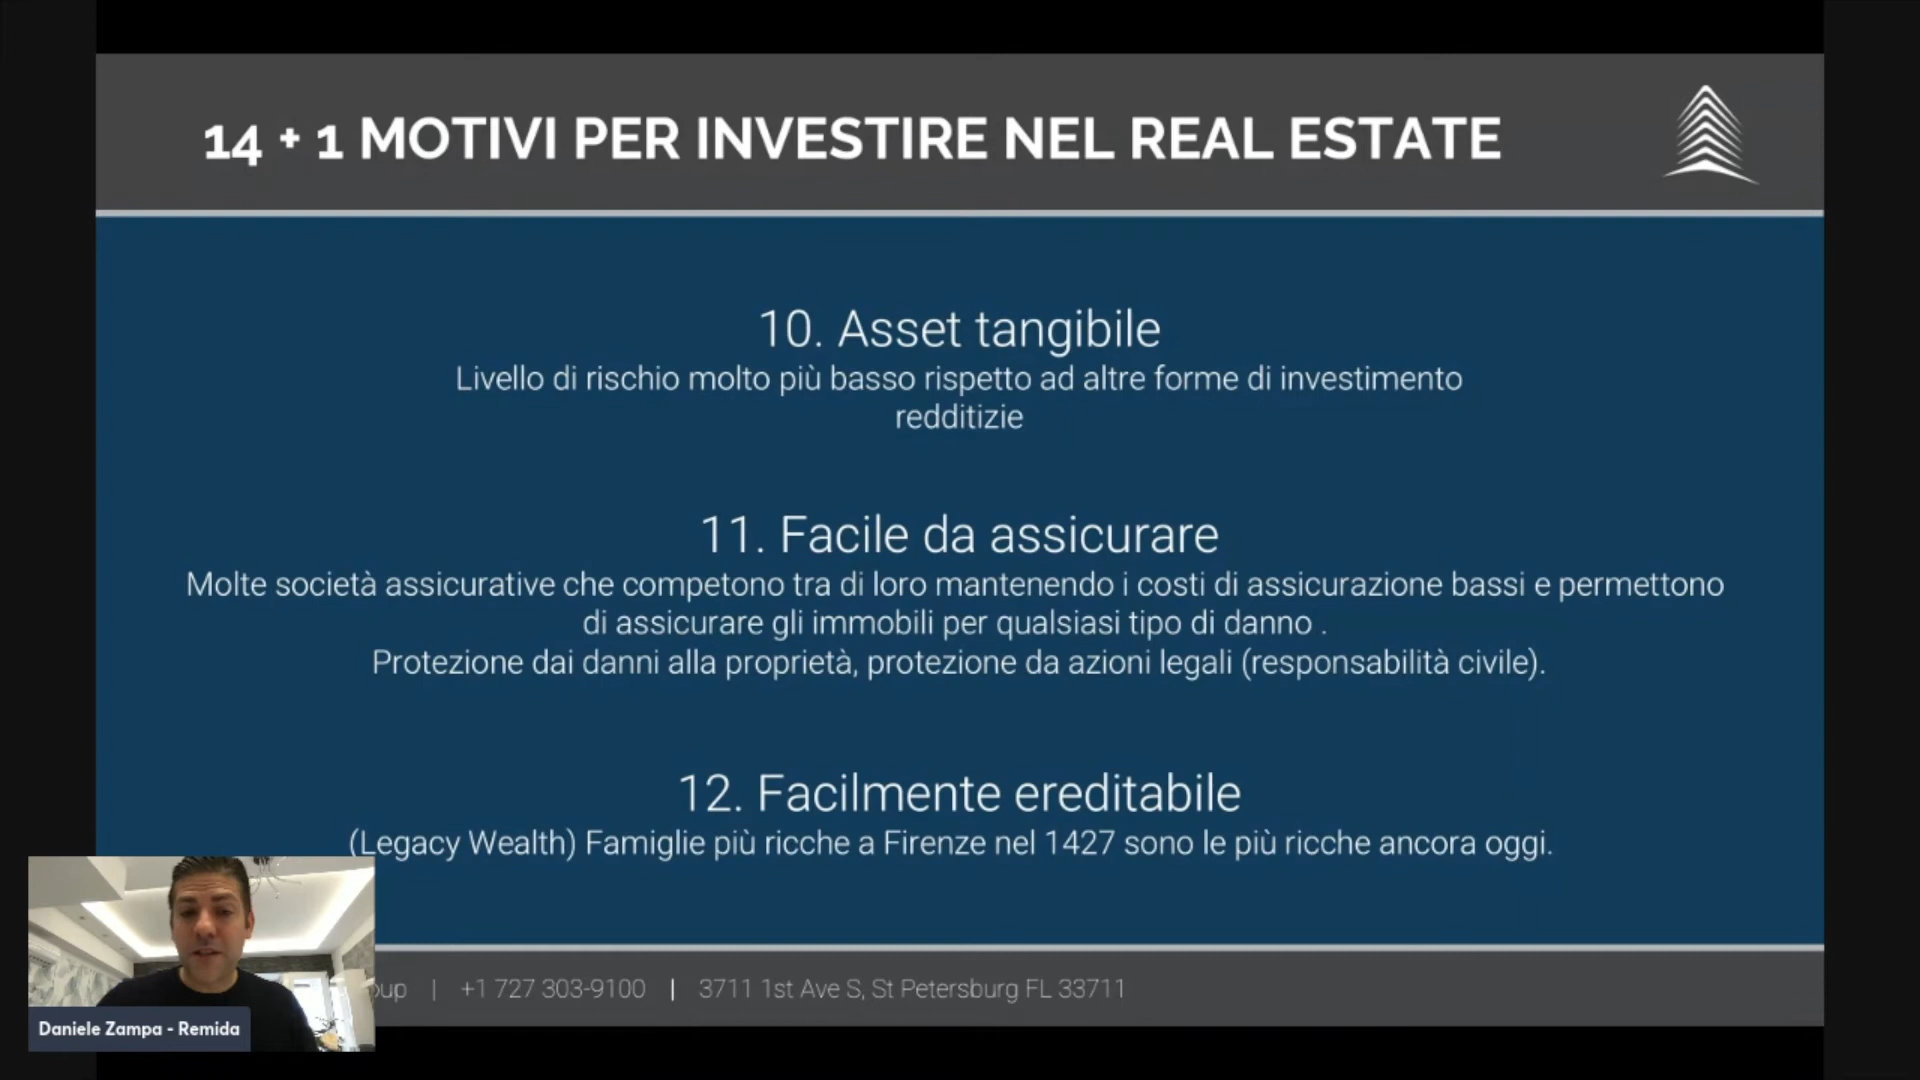 14 + 1 MOTIVI PER INVESTIRE NEL REAL ESTATE
10. Asset tangibile
Livello di rischio molto più basso rispetto ad altre forme di investimento
redditizie
11. Facile da assicurare
Molte società assicurative che competono tra di loro mantenendo i costi di assicurazione bassi e permettono
di assicurare gli immobili per qualsiasi tipo di danno .
Protezione dai danni alla proprietà, protezione da azioni legali (responsabilità civile).
12. Facilmente ereditabile
(Legacy Wealth) Famiglie più ricche a Firenze nel 1427 sono le più ricche ancora oggi.
| +1 727 303-9100 | 3711 1st Ave S, St Petersburg FL 33711
Daniele Zampa - Remida